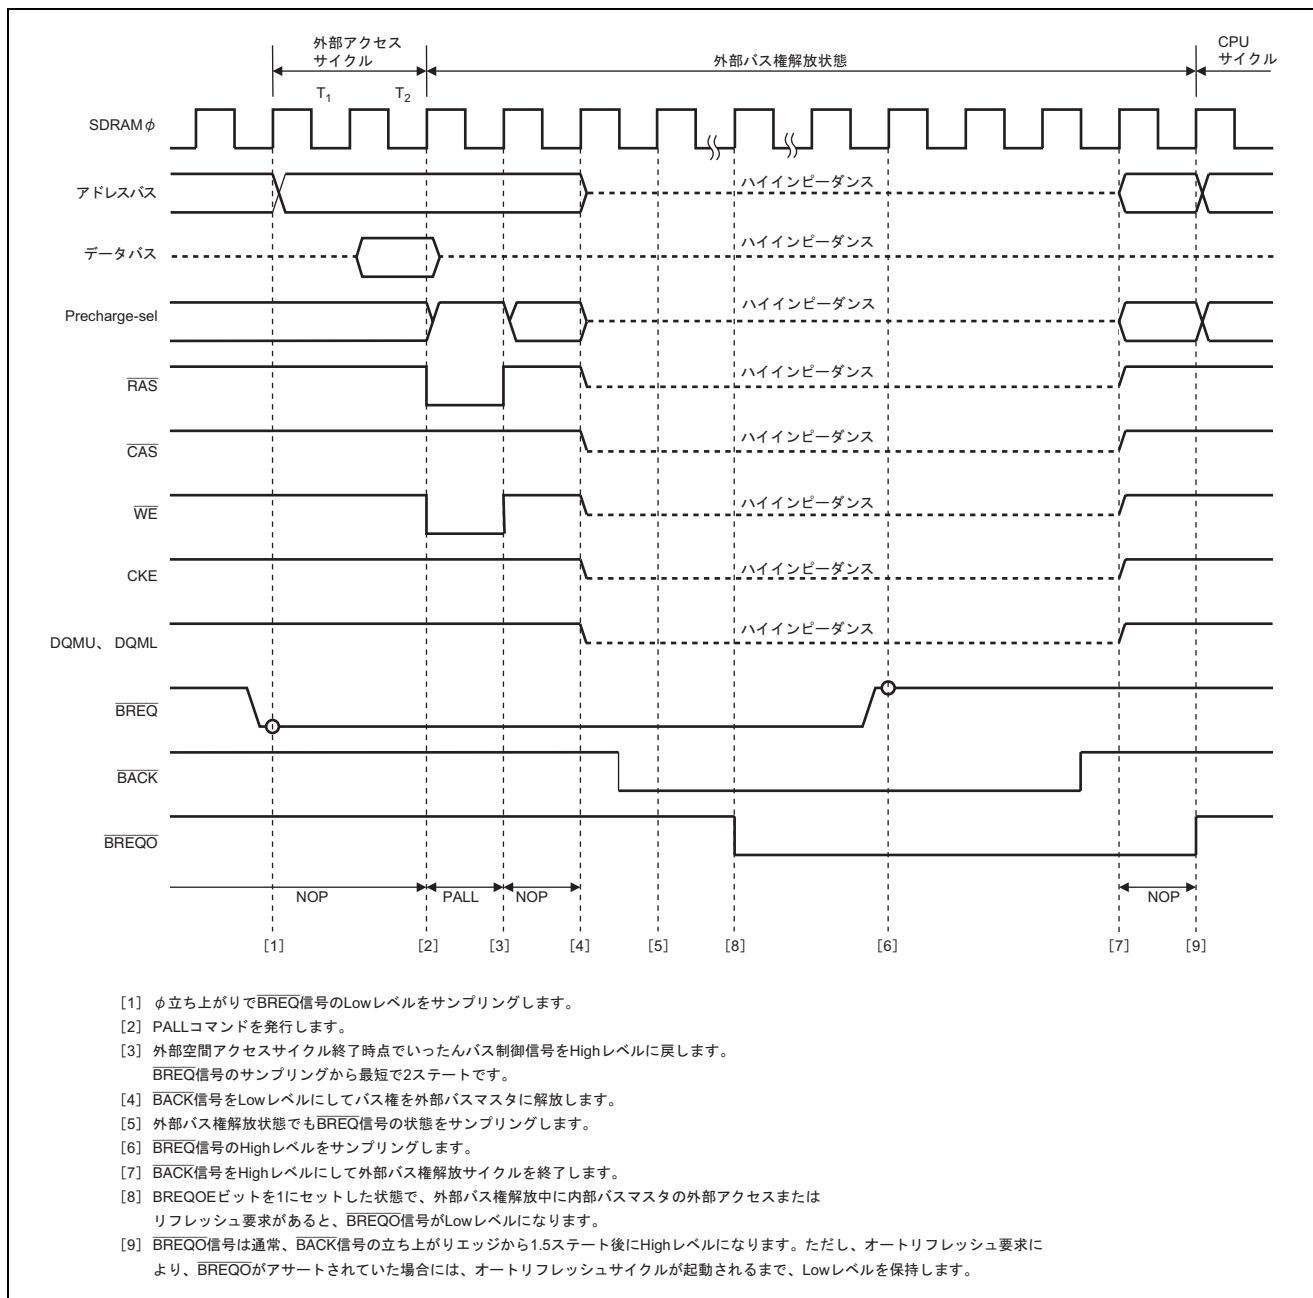 外部アクセス
サイクル
外部バス権解放状態
CPU
サイクル
T1
T2
SDRAMφ
アドレスバス
ハイインピーダンス
データバス
ハイインピーダンス
Precharge-sel
ハイインピーダンス
RAS
ハイインピーダンス
CAS
ハイインピーダンス
WE
ハイインピーダンス
CKE
ハイインピーダンス
DQMU、 DQML
ハイインピーダンス
BREQ
BACK
BREQO
NOP
PALL
NOP
NOP
[1]
[2]
[3]
[4]
[5]
[8]
[6]
[7]
[9]
[1] φ立ち上がりでBREQ信号のLowレベルをサンプリングします。
[2] PALLコマンドを発行します。
[3] 外部空間アクセスサイクル終了時点でいったんバス制御信号をHighレベルに戻します。
BREQ信号のサンプリングから最短で2ステートです。
[4] BACK信号をLowレベルにしてバス権を外部バスマスタに解放します。
[5] 外部バス権解放状態でもBREQ信号の状態をサンプリングします。
[6] BREQ信号のHighレベルをサンプリングします。
[7] BACK信号をHighレベルにして外部バス権解放サイクルを終了します。
[8] BREQOEビットを1にセットした状態で、外部バス権解放中に内部バスマスタの外部アクセスまたは
リフレッシュ要求があると、BREQO信号がLowレベルになります。
[9] BREQO信号は通常、BACK信号の立ち上がりエッジから1.5ステート後にHighレベルになります。ただし、オートリフレッシュ要求に
より、BREQOがアサートされていた場合には、オートリフレッシュサイクルが起動されるまで、Lowレベルを保持します。